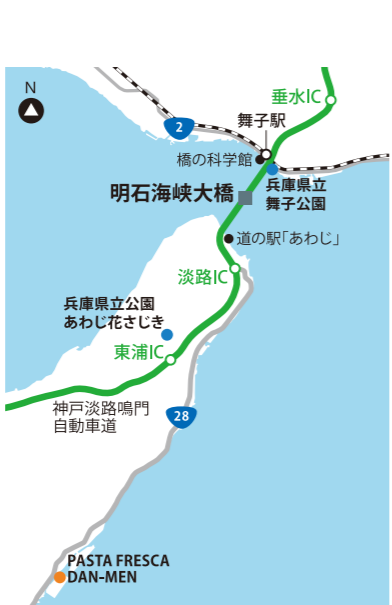 N
垂水IC
舞子駅
2
橋の科学館
兵庫県立
舞子公園
明石海峡大橋
道の駅「あわじ」
淡路IC
兵庫県立公園
あわじ花さじき
東浦IC
神戸淡路鳴門
自動車道
28
PASTA FRESCA
DAN-MEN